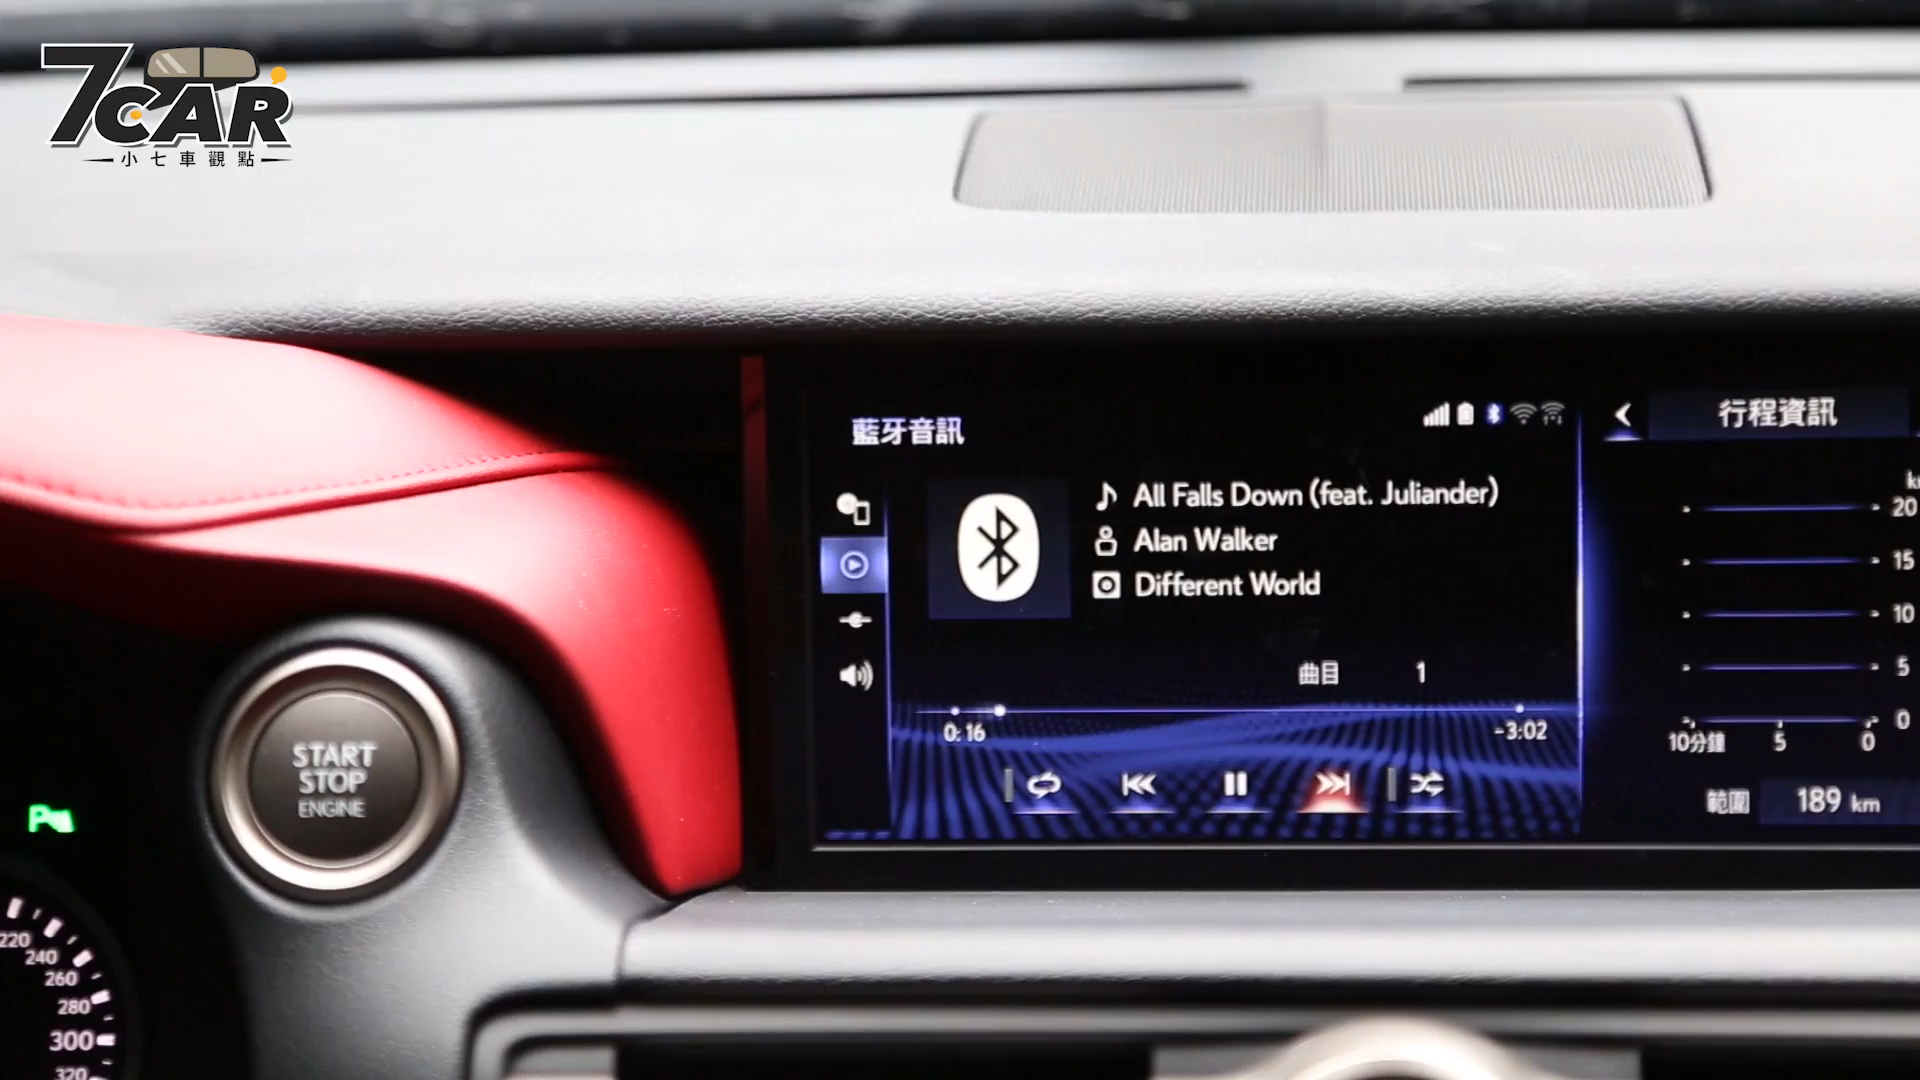 7CAR
小七車觀點
藍牙音訊
行程資訊
All Falls Down (feat. Juliander)
Alan Walker
Different World
曲目 1
0:16
-3:02
20
15
10
5
0
10分鐘 5 0
範圍 189 km
START
STOP
ENGINE
P
220
240
260
280
300
320